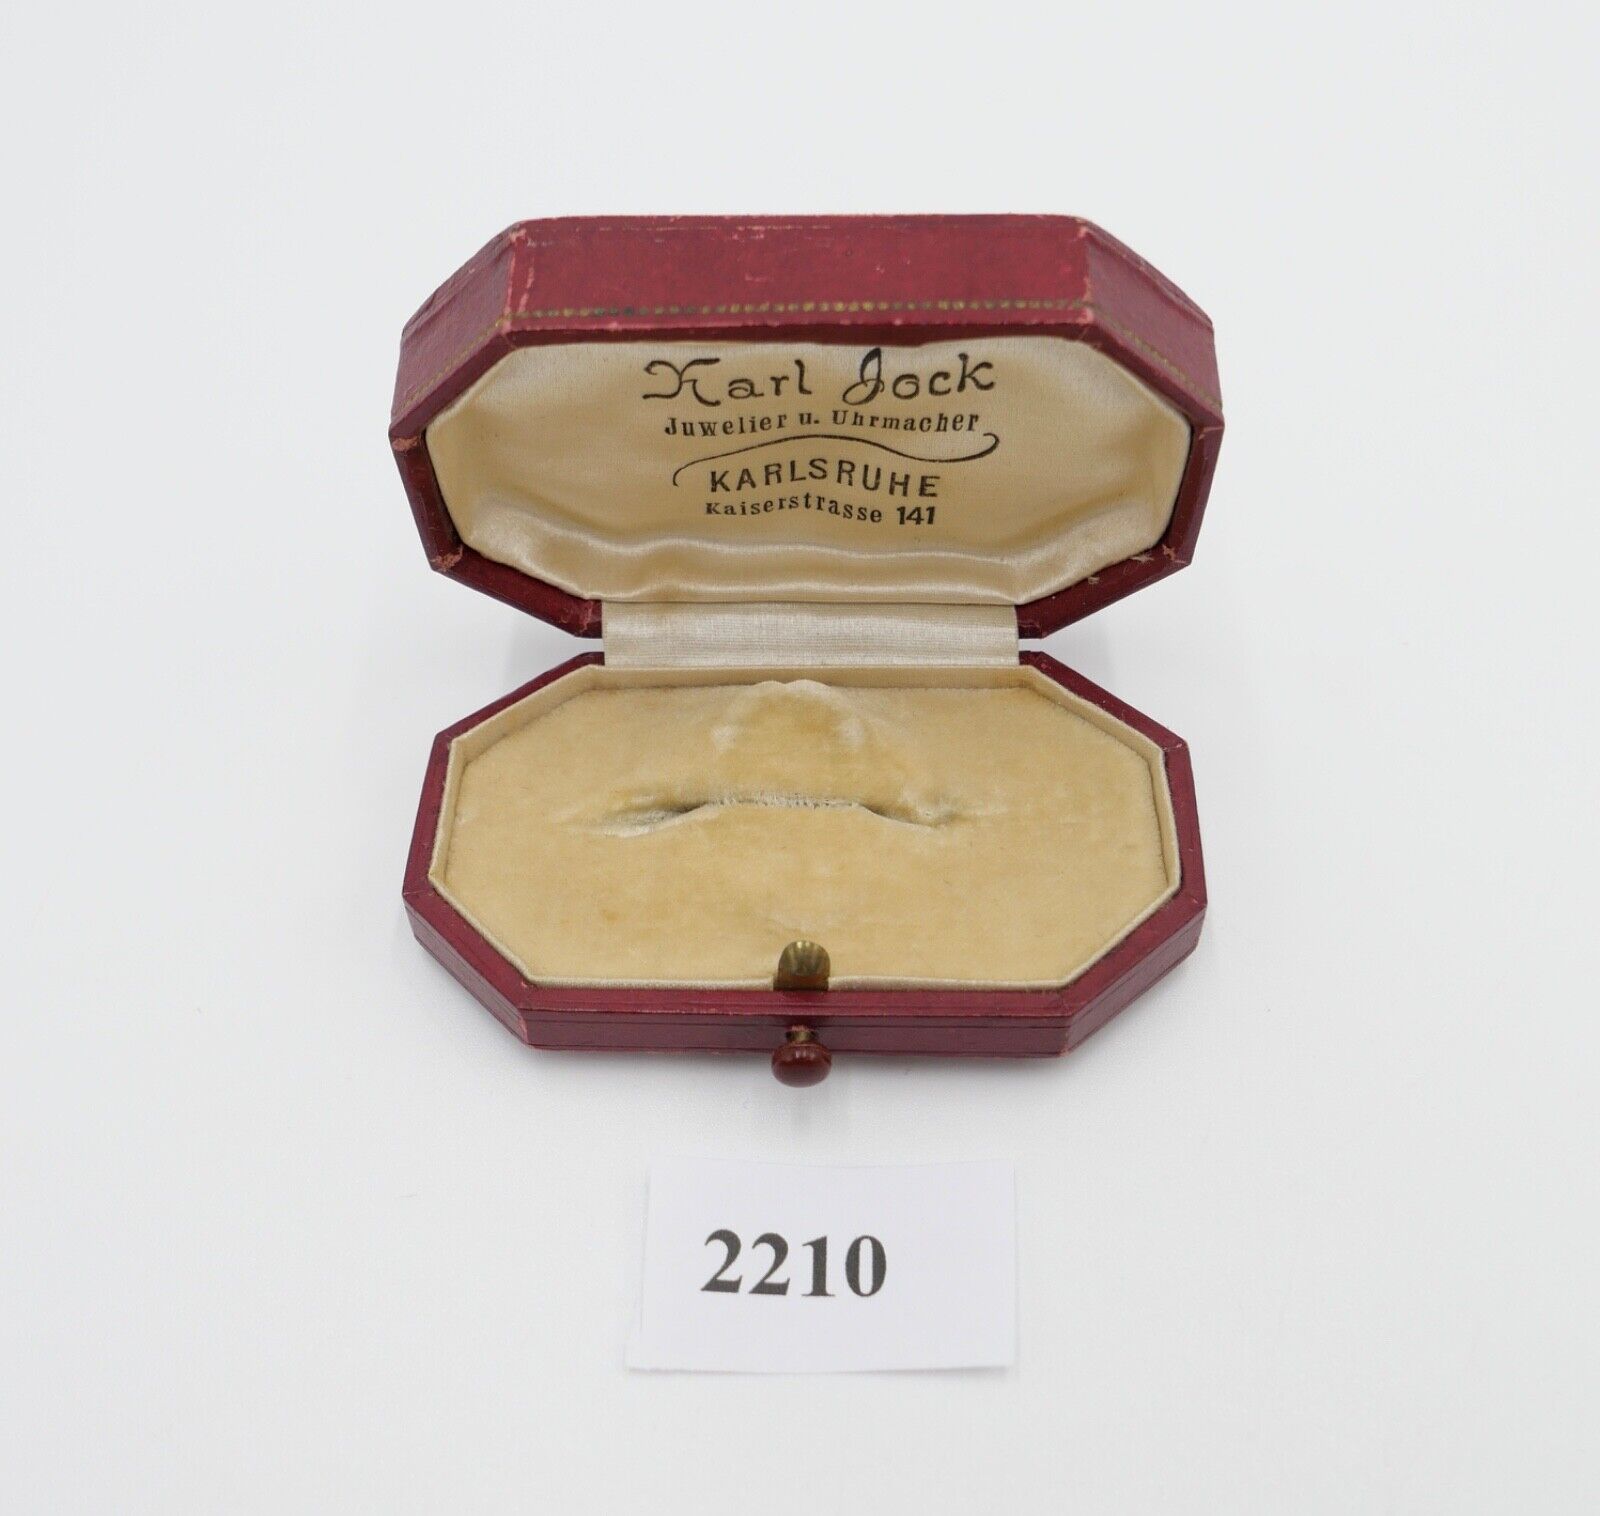 Karl Jock
Juwelier u. Uhrmacher
KARLSRUHE
Kaiserstrasse 141
W
2210